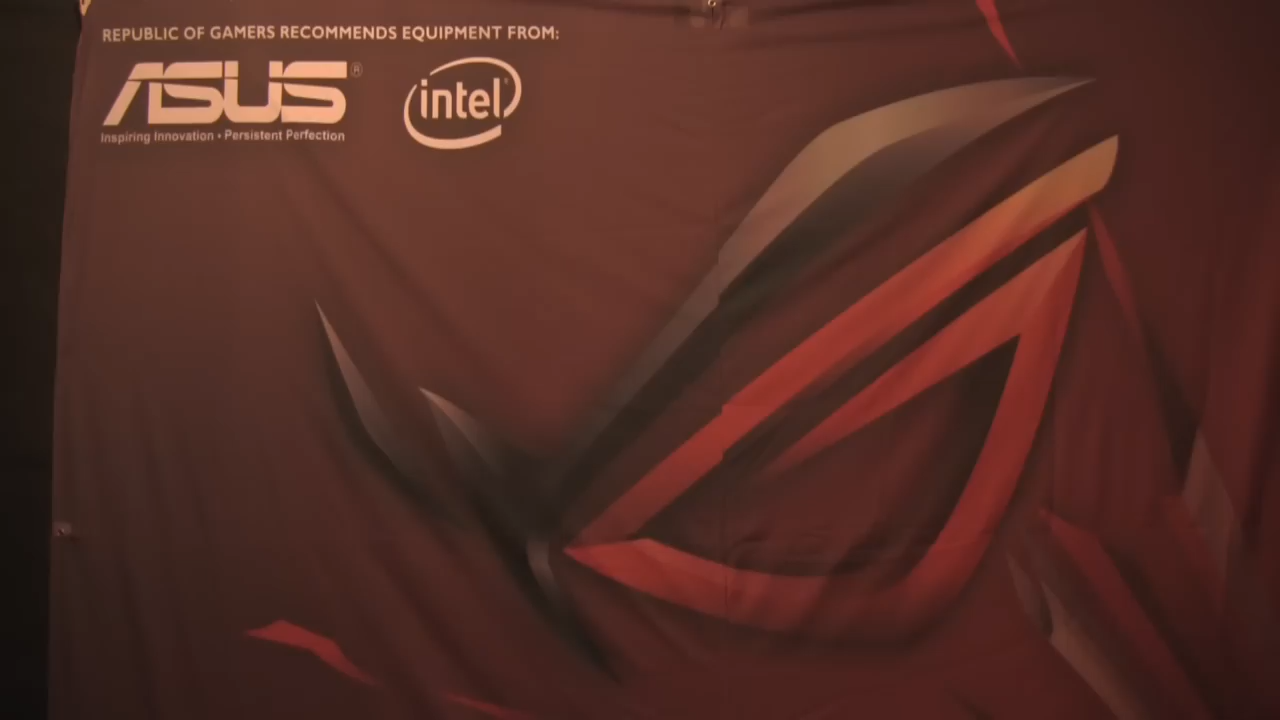 REPUBLIC OF GAMERS RECOMMENDS EQUIPMENT FROM:
ASUS®
Inspiring Innovation • Persistent Perfection
intel®